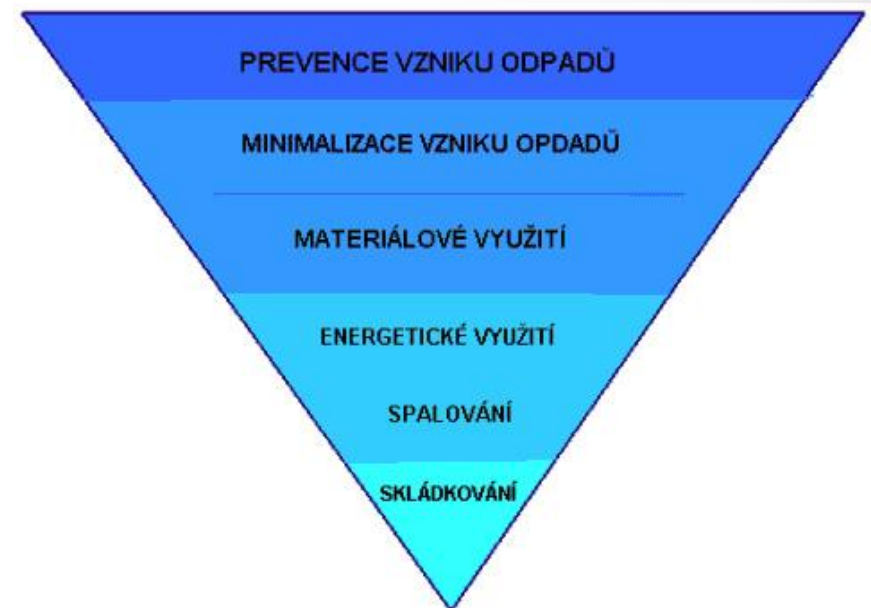 PREVENCE VZNIKU ODPADŮ
MINIMALIZACE VZNIKU OPDADŮ
MATERIÁLOVÉ VYUŽITÍ
ENERGETICKÉ VYUŽITÍ
SPALOVÁNÍ
SKLÁDKOVÁNÍ